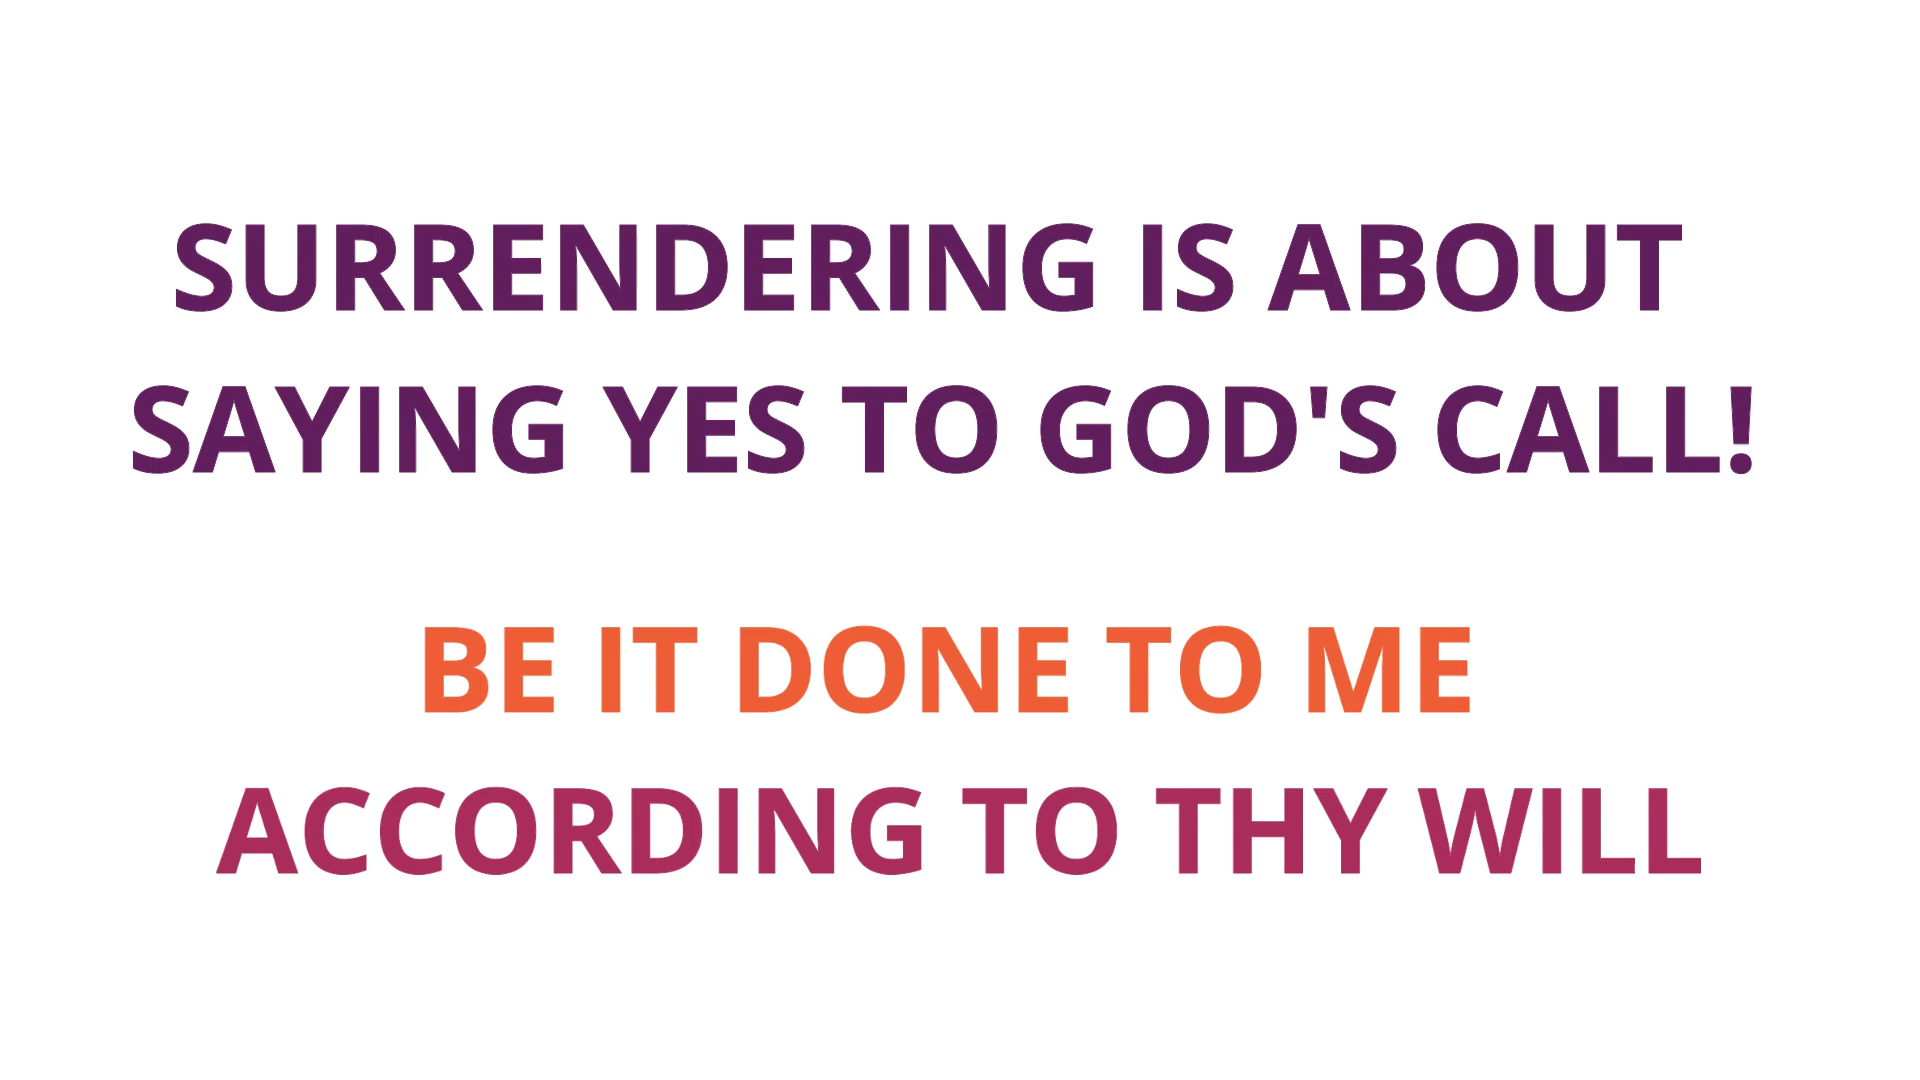 SURRENDERING IS ABOUT
SAYING YES TO GOD'S CALL!
BE IT DONE TO ME
ACCORDING TO THY WILL